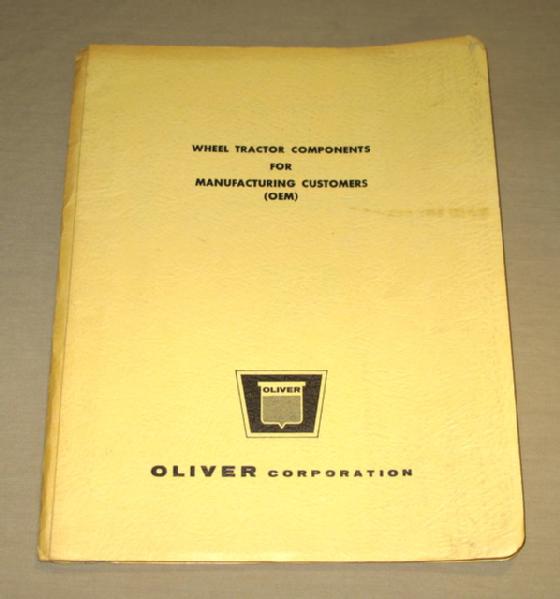 WHEEL TRACTOR COMPONENTS
FOR
MANUFACTURING CUSTOMERS
(OEM)
OLIVER
OLIVER CORPORATION